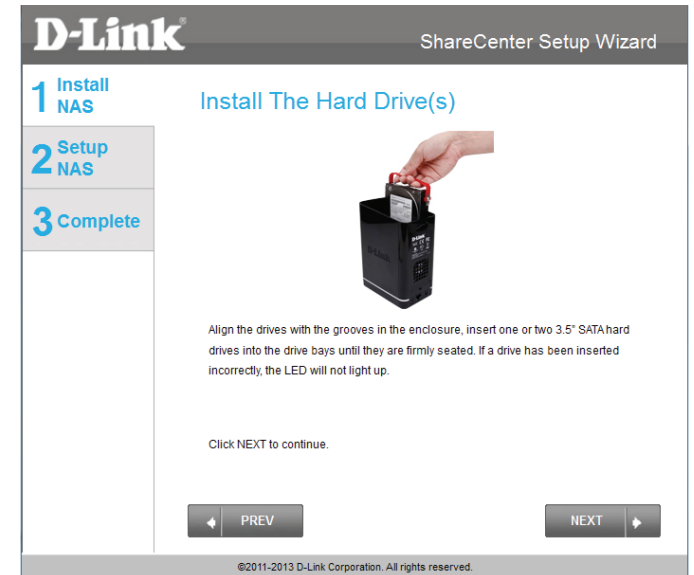 D-Link®
ShareCenter Setup Wizard
1 Install
NAS
2 Setup
NAS
3 Complete
Install The Hard Drive(s)
D-Link
D-Link
Align the drives with the grooves in the enclosure, insert one or two 3.5" SATA hard
drives into the drive bays until they are firmly seated. If a drive has been inserted
incorrectly, the LED will not light up.
Click NEXT to continue.
PREV
NEXT
©2011-2013 D-Link Corporation. All rights reserved.